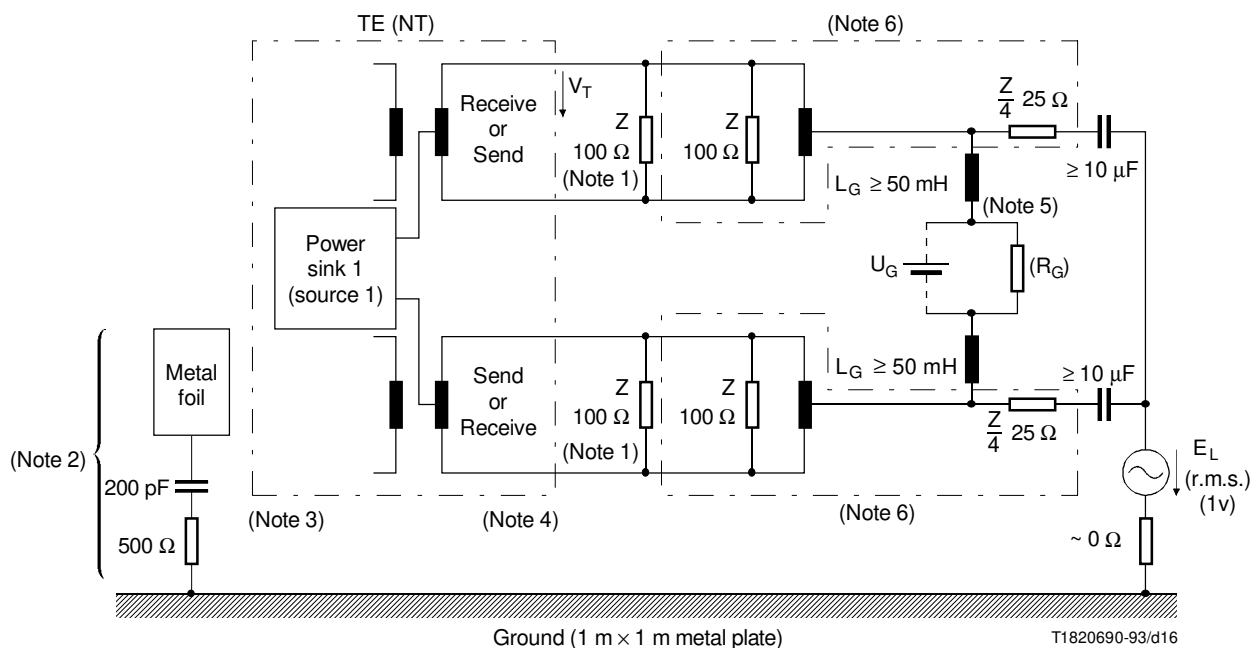 TE (NT)
(Note 6)
V_T
Receive
or
Send
Z
100 Ω
(Note 1)
Z
100 Ω
Z/4 25 Ω
≥ 10 μF
L_G ≥ 50 mH
(Note 5)
Power
sink 1
(source 1)
U_G
(R_G)
Metal
foil
(Note 2)
200 pF
500 Ω
Send
or
Receive
Z
100 Ω
(Note 1)
Z
100 Ω
L_G ≥ 50 mH
≥ 10 μF
Z/4 25 Ω
E_L
(r.m.s.)
(1v)
~ 0 Ω
(Note 3)
(Note 4)
(Note 6)
Ground (1 m × 1 m metal plate)
T1820690-93/d16